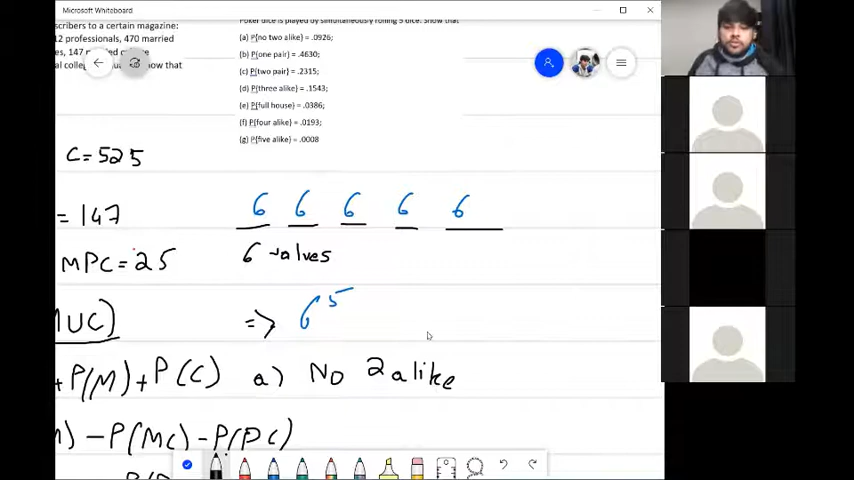 Microsoft Whiteboard
scribers to a certain magazine:
12 professionals, 470 married
es, 147 married
al how that
Poker dice is played by simultaneously rolling 5 dice. Show that
(a) P{no two alike} = .0926;
(b) P{one pair} = .4630;
(c) P{two pair} = .2315;
(d) P{three alike} = .1543;
(e) P{full house} = .0386;
(f) P{four alike} = .0193;
(g) P{five alike} = .0008
C=525
= 147
MPC=25
MUC)
+P(M)+P(C)
M) -P(MC)-P(PC)
6 6 6 6 6
6 values
=> 6^5
a) No 2 alike